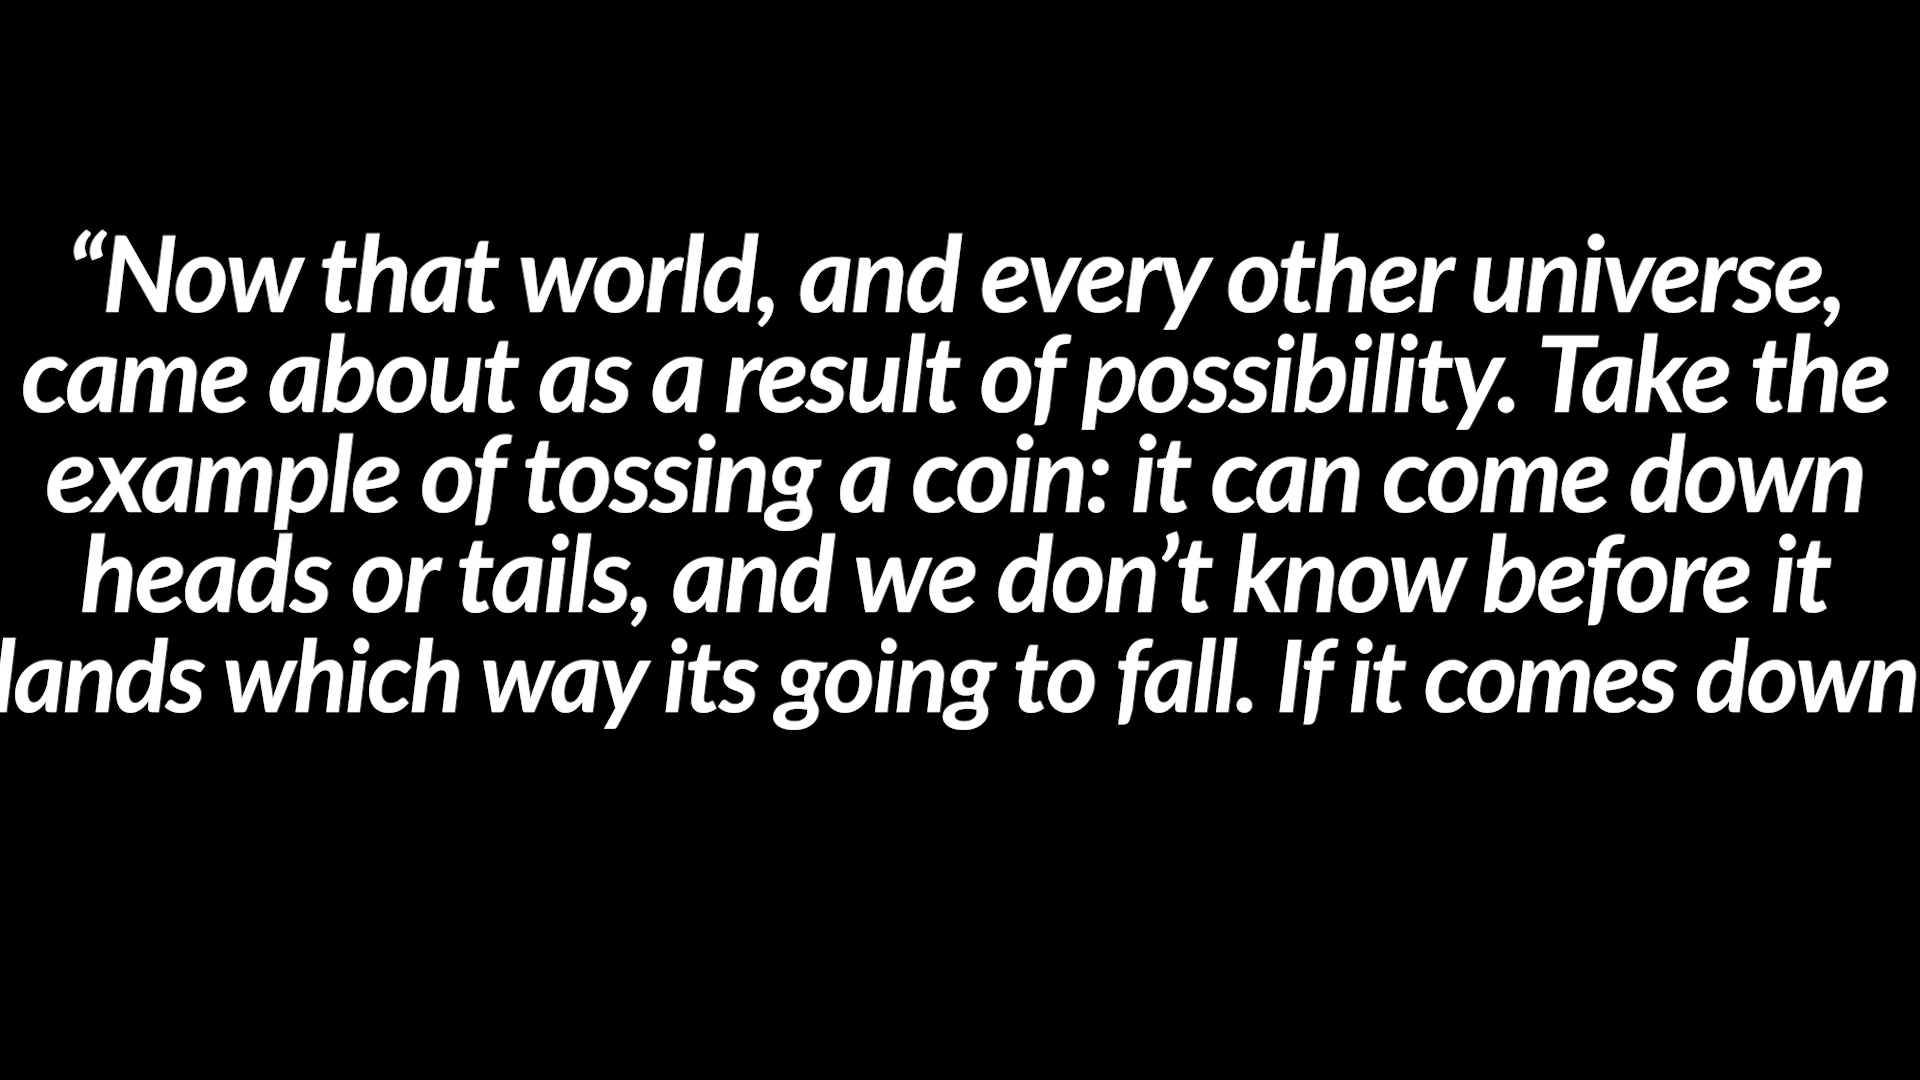 “Now that world, and every other universe,
came about as a result of possibility. Take the
example of tossing a coin: it can come down
heads or tails, and we don’t know before it
lands which way its going to fall. If it comes down